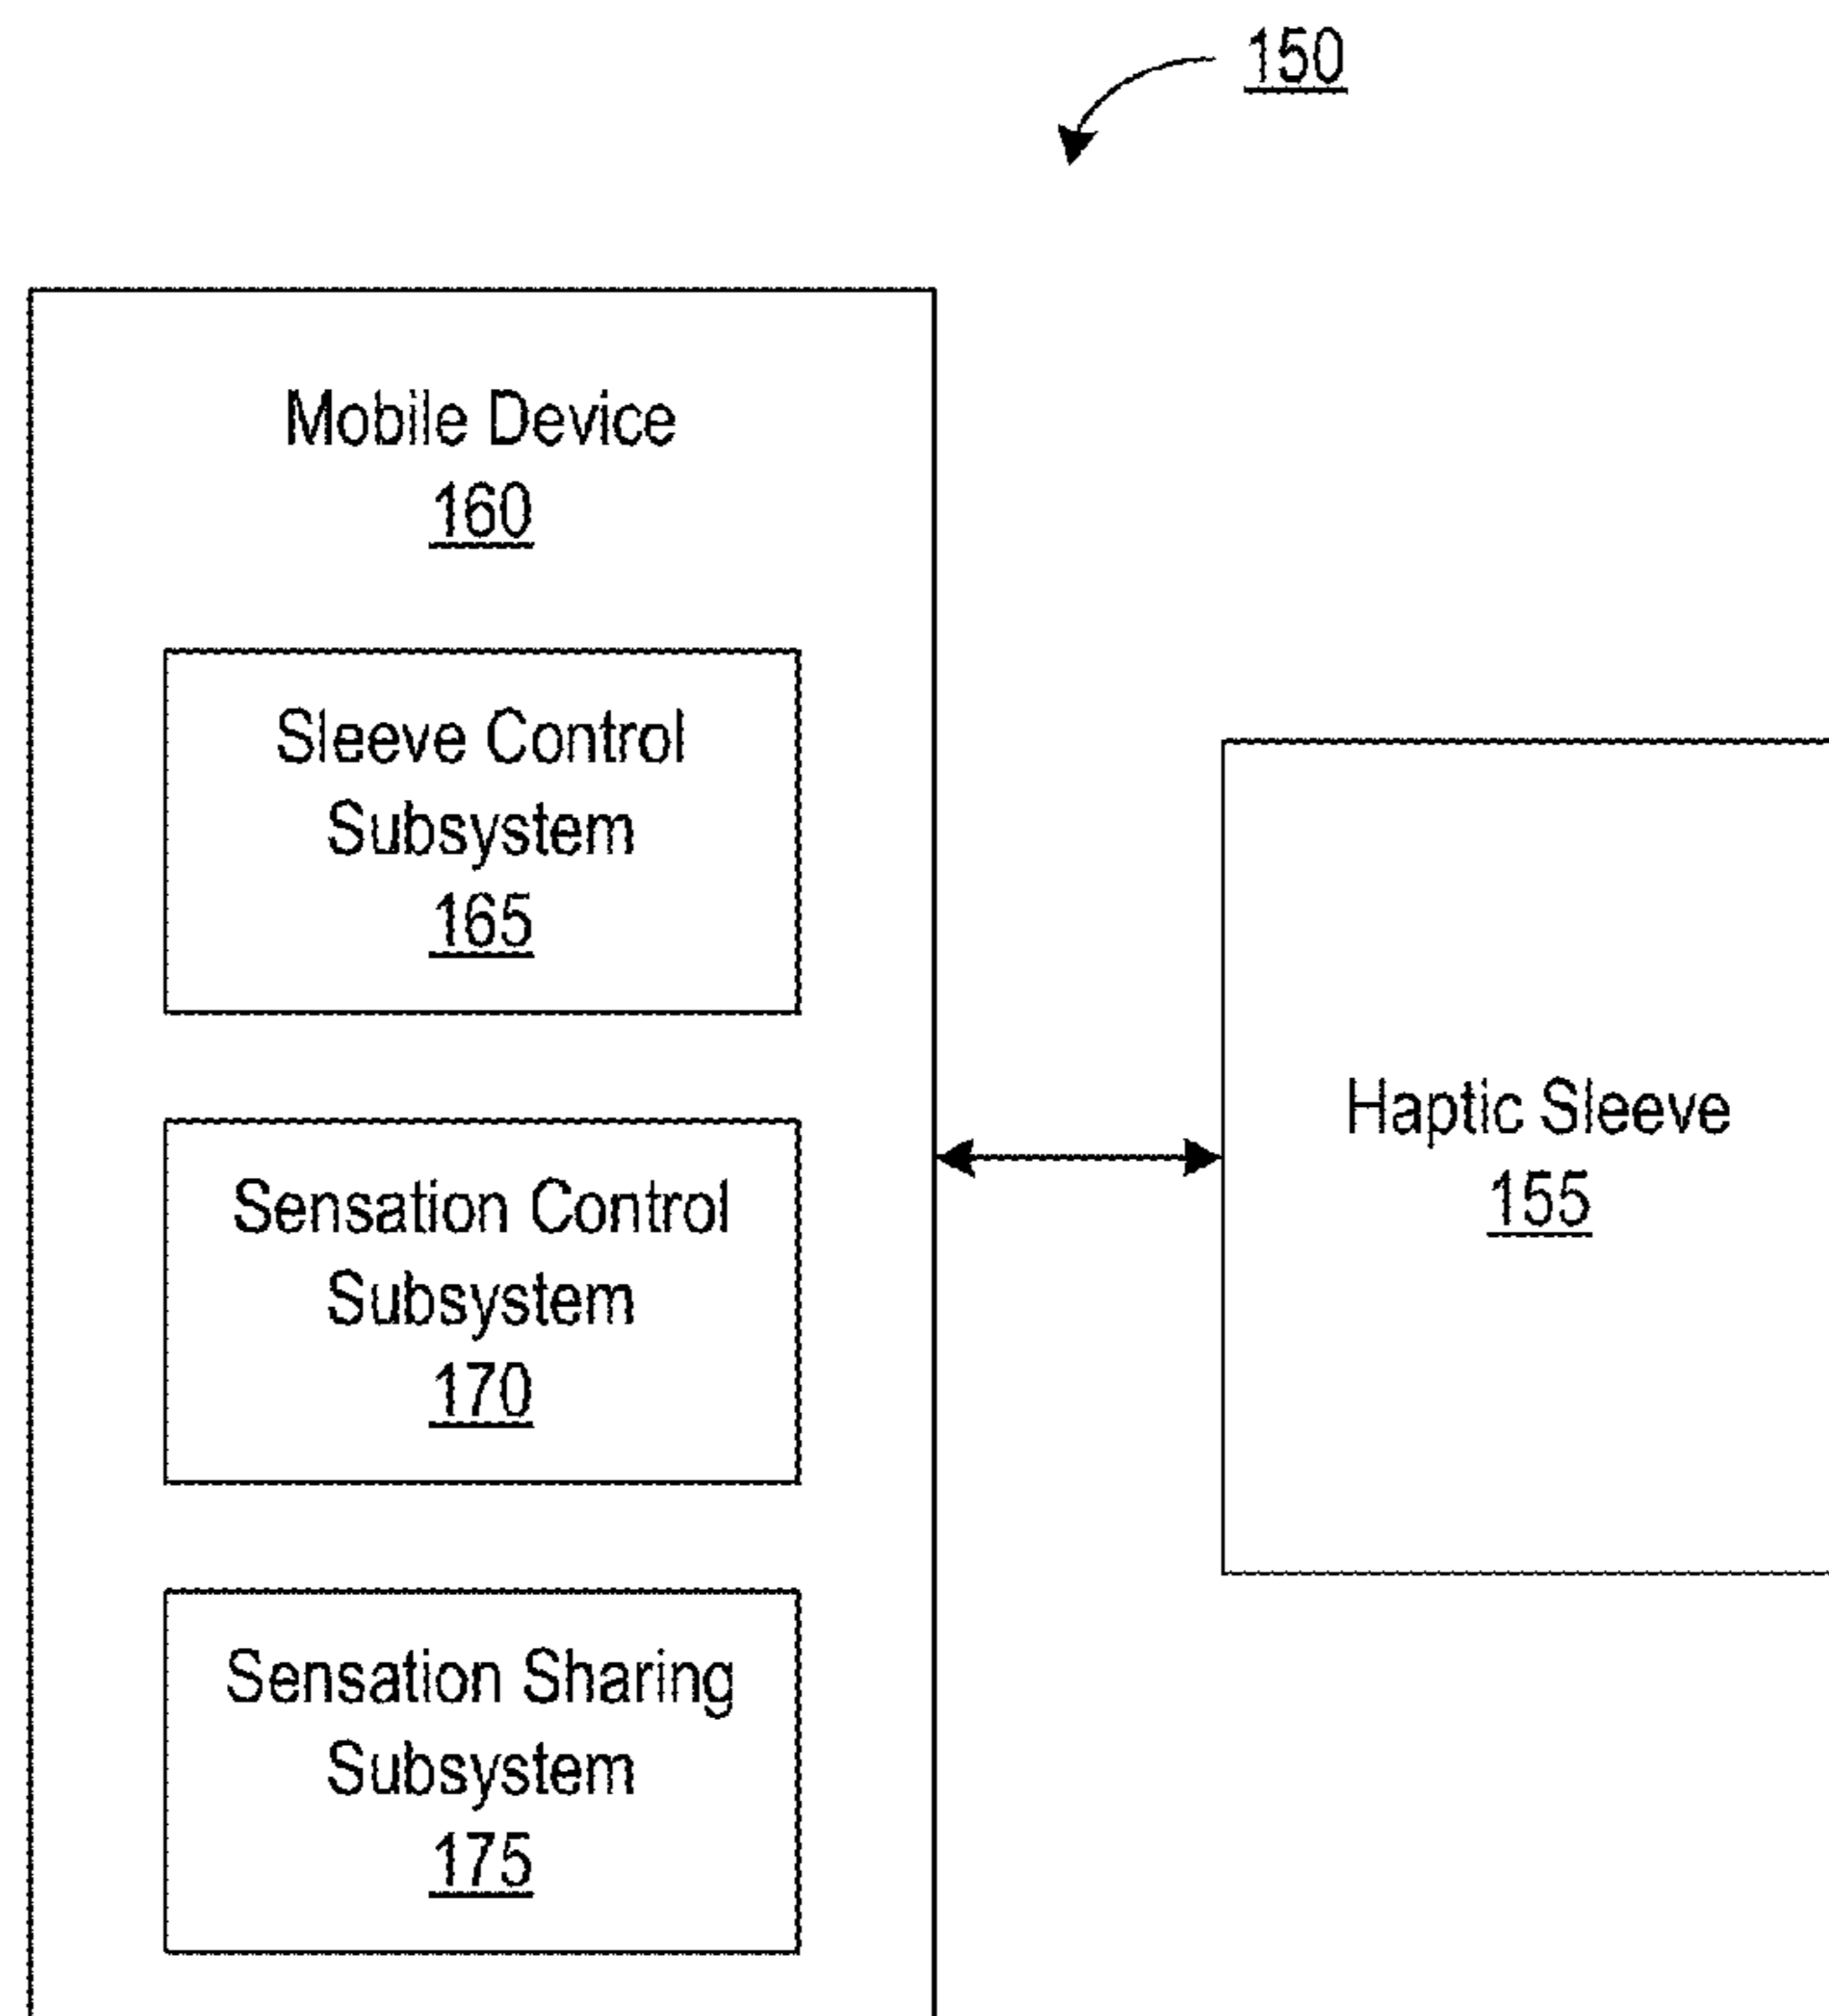 150
Mobile Device
160
Sleeve Control
Subsystem
165
Sensation Control
Subsystem
170
Sensation Sharing
Subsystem
175
Haptic Sleeve
155